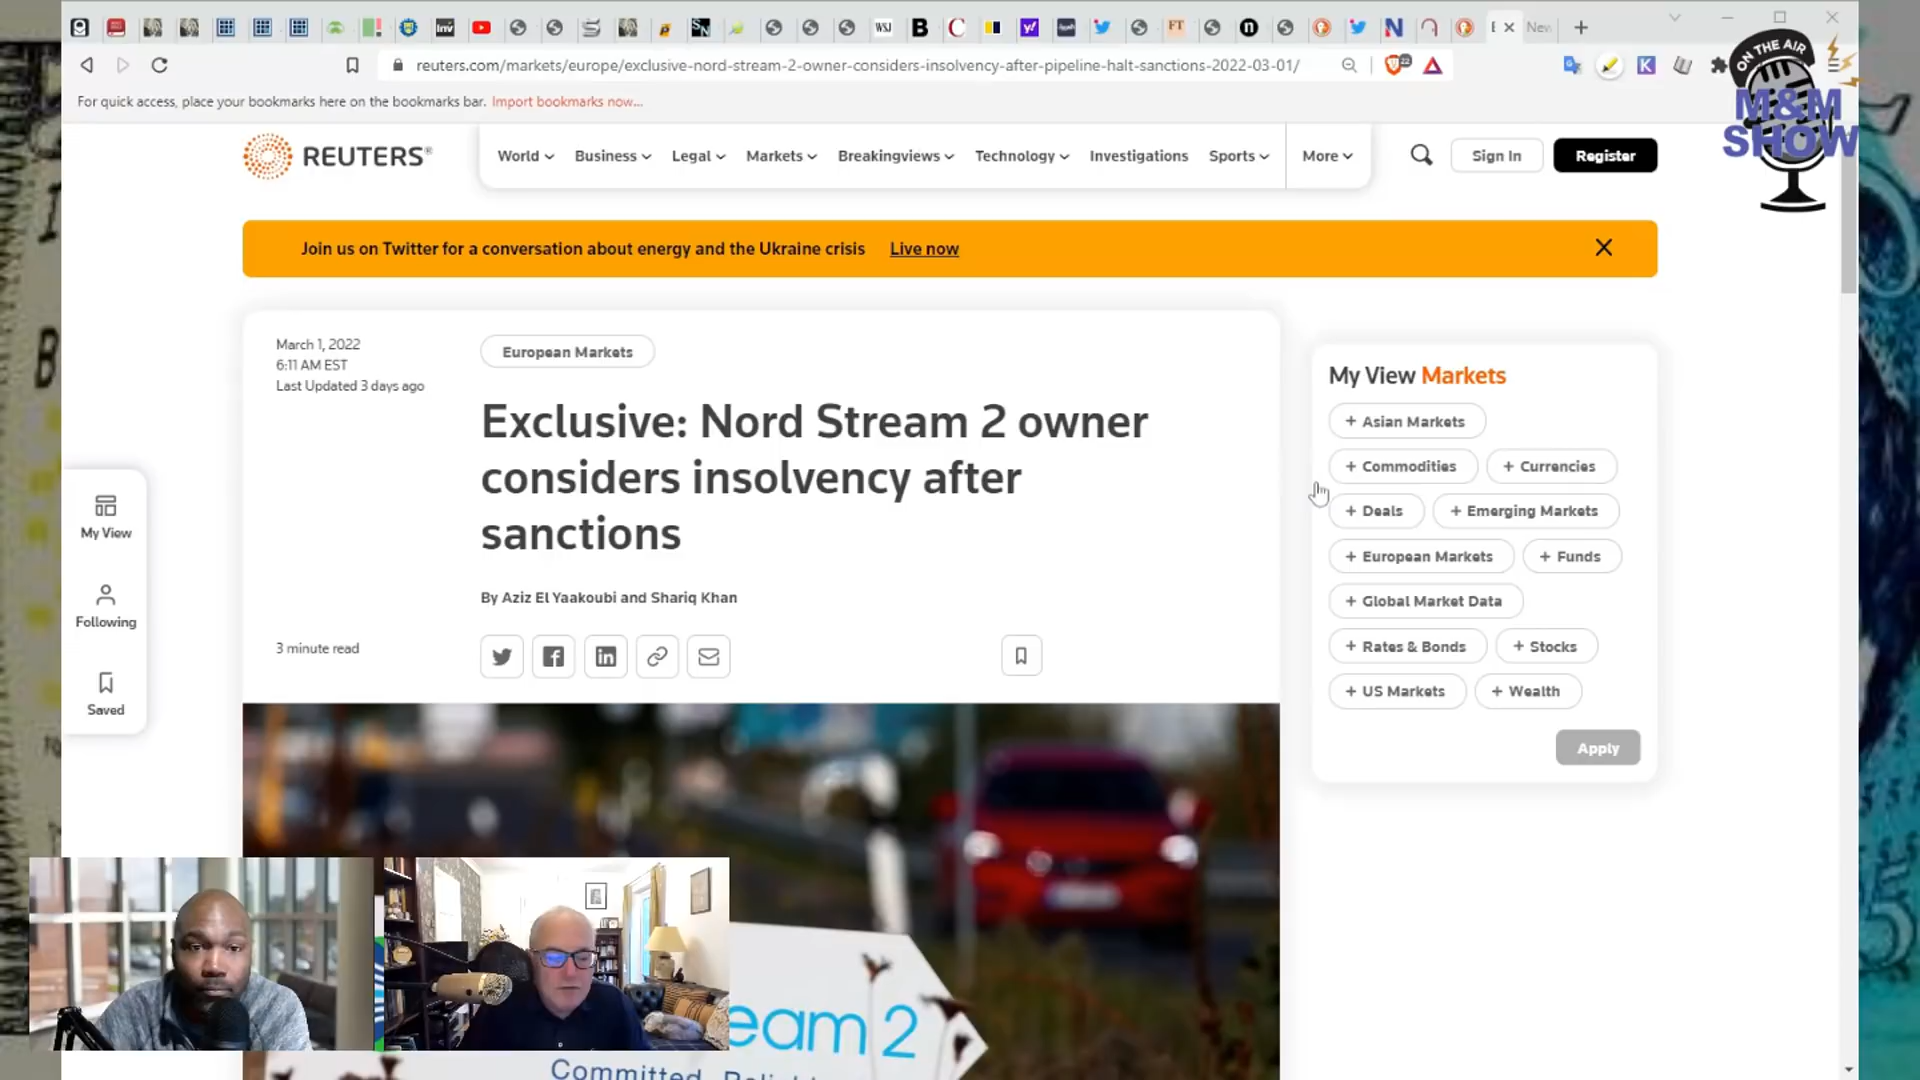 reuters.com/markets/europe/exclusive-nord-stream-2-owner-considers-insolvency-after-pipeline-halt-sanctions-2022-03-01/
For quick access, place your bookmarks here on the bookmarks bar. Import bookmarks now...
ON THE AIR
M&M
SHOW
REUTERS®
World
Business
Legal
Markets
Breakingviews
Technology
Investigations
Sports
More
Sign In
Register
Join us on Twitter for a conversation about energy and the Ukraine crisis Live now
March 1, 2022
6:11 AM EST
Last Updated 3 days ago
European Markets
Exclusive: Nord Stream 2 owner
considers insolvency after
sanctions
By Aziz El Yaakoubi and Shariq Khan
3 minute read
My View
Following
Saved
My View Markets
+ Asian Markets
+ Commodities
+ Currencies
+ Deals
+ Emerging Markets
+ European Markets
+ Funds
+ Global Market Data
+ Rates & Bonds
+ Stocks
+ US Markets
+ Wealth
Apply
eam 2
Committed.